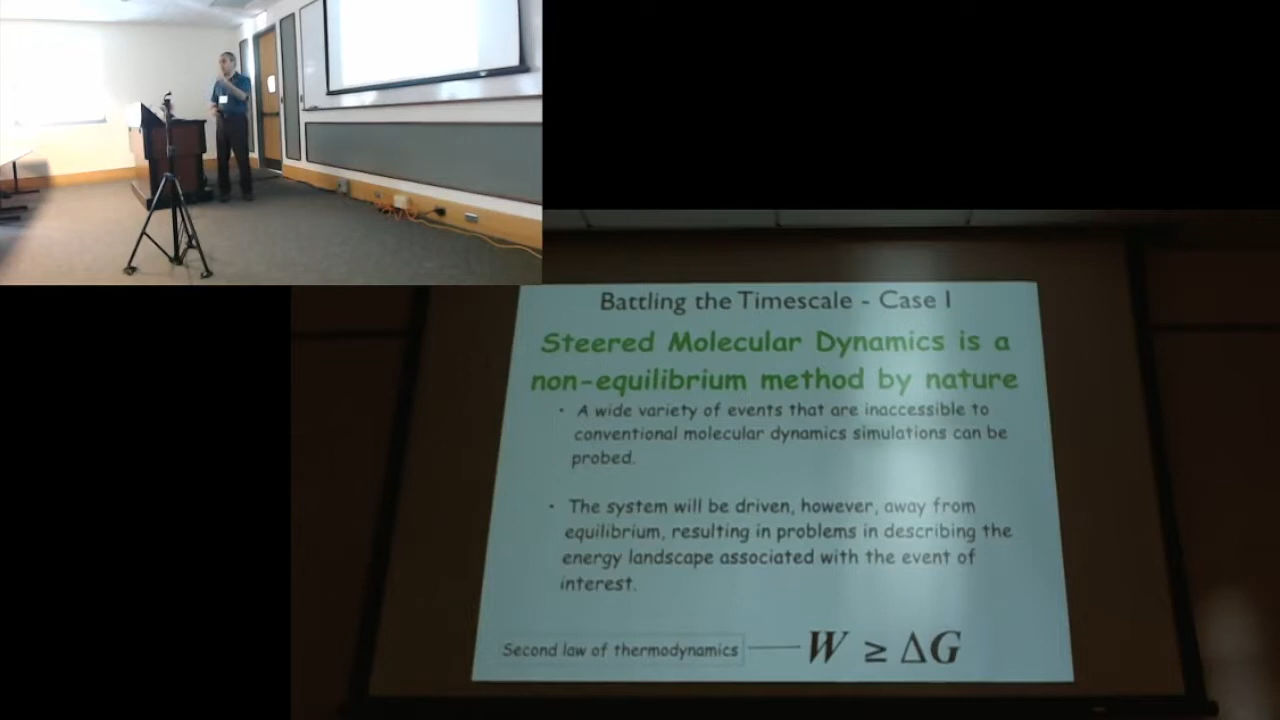 Battling the Timescale - Case I
Steered Molecular Dynamics is a
non-equilibrium method by nature
• A wide variety of events that are inaccessible to
conventional molecular dynamics simulations can be
probed.
• The system will be driven, however, away from
equilibrium, resulting in problems in describing the
energy landscape associated with the event of
interest.
Second law of thermodynamics W ≥ ΔG